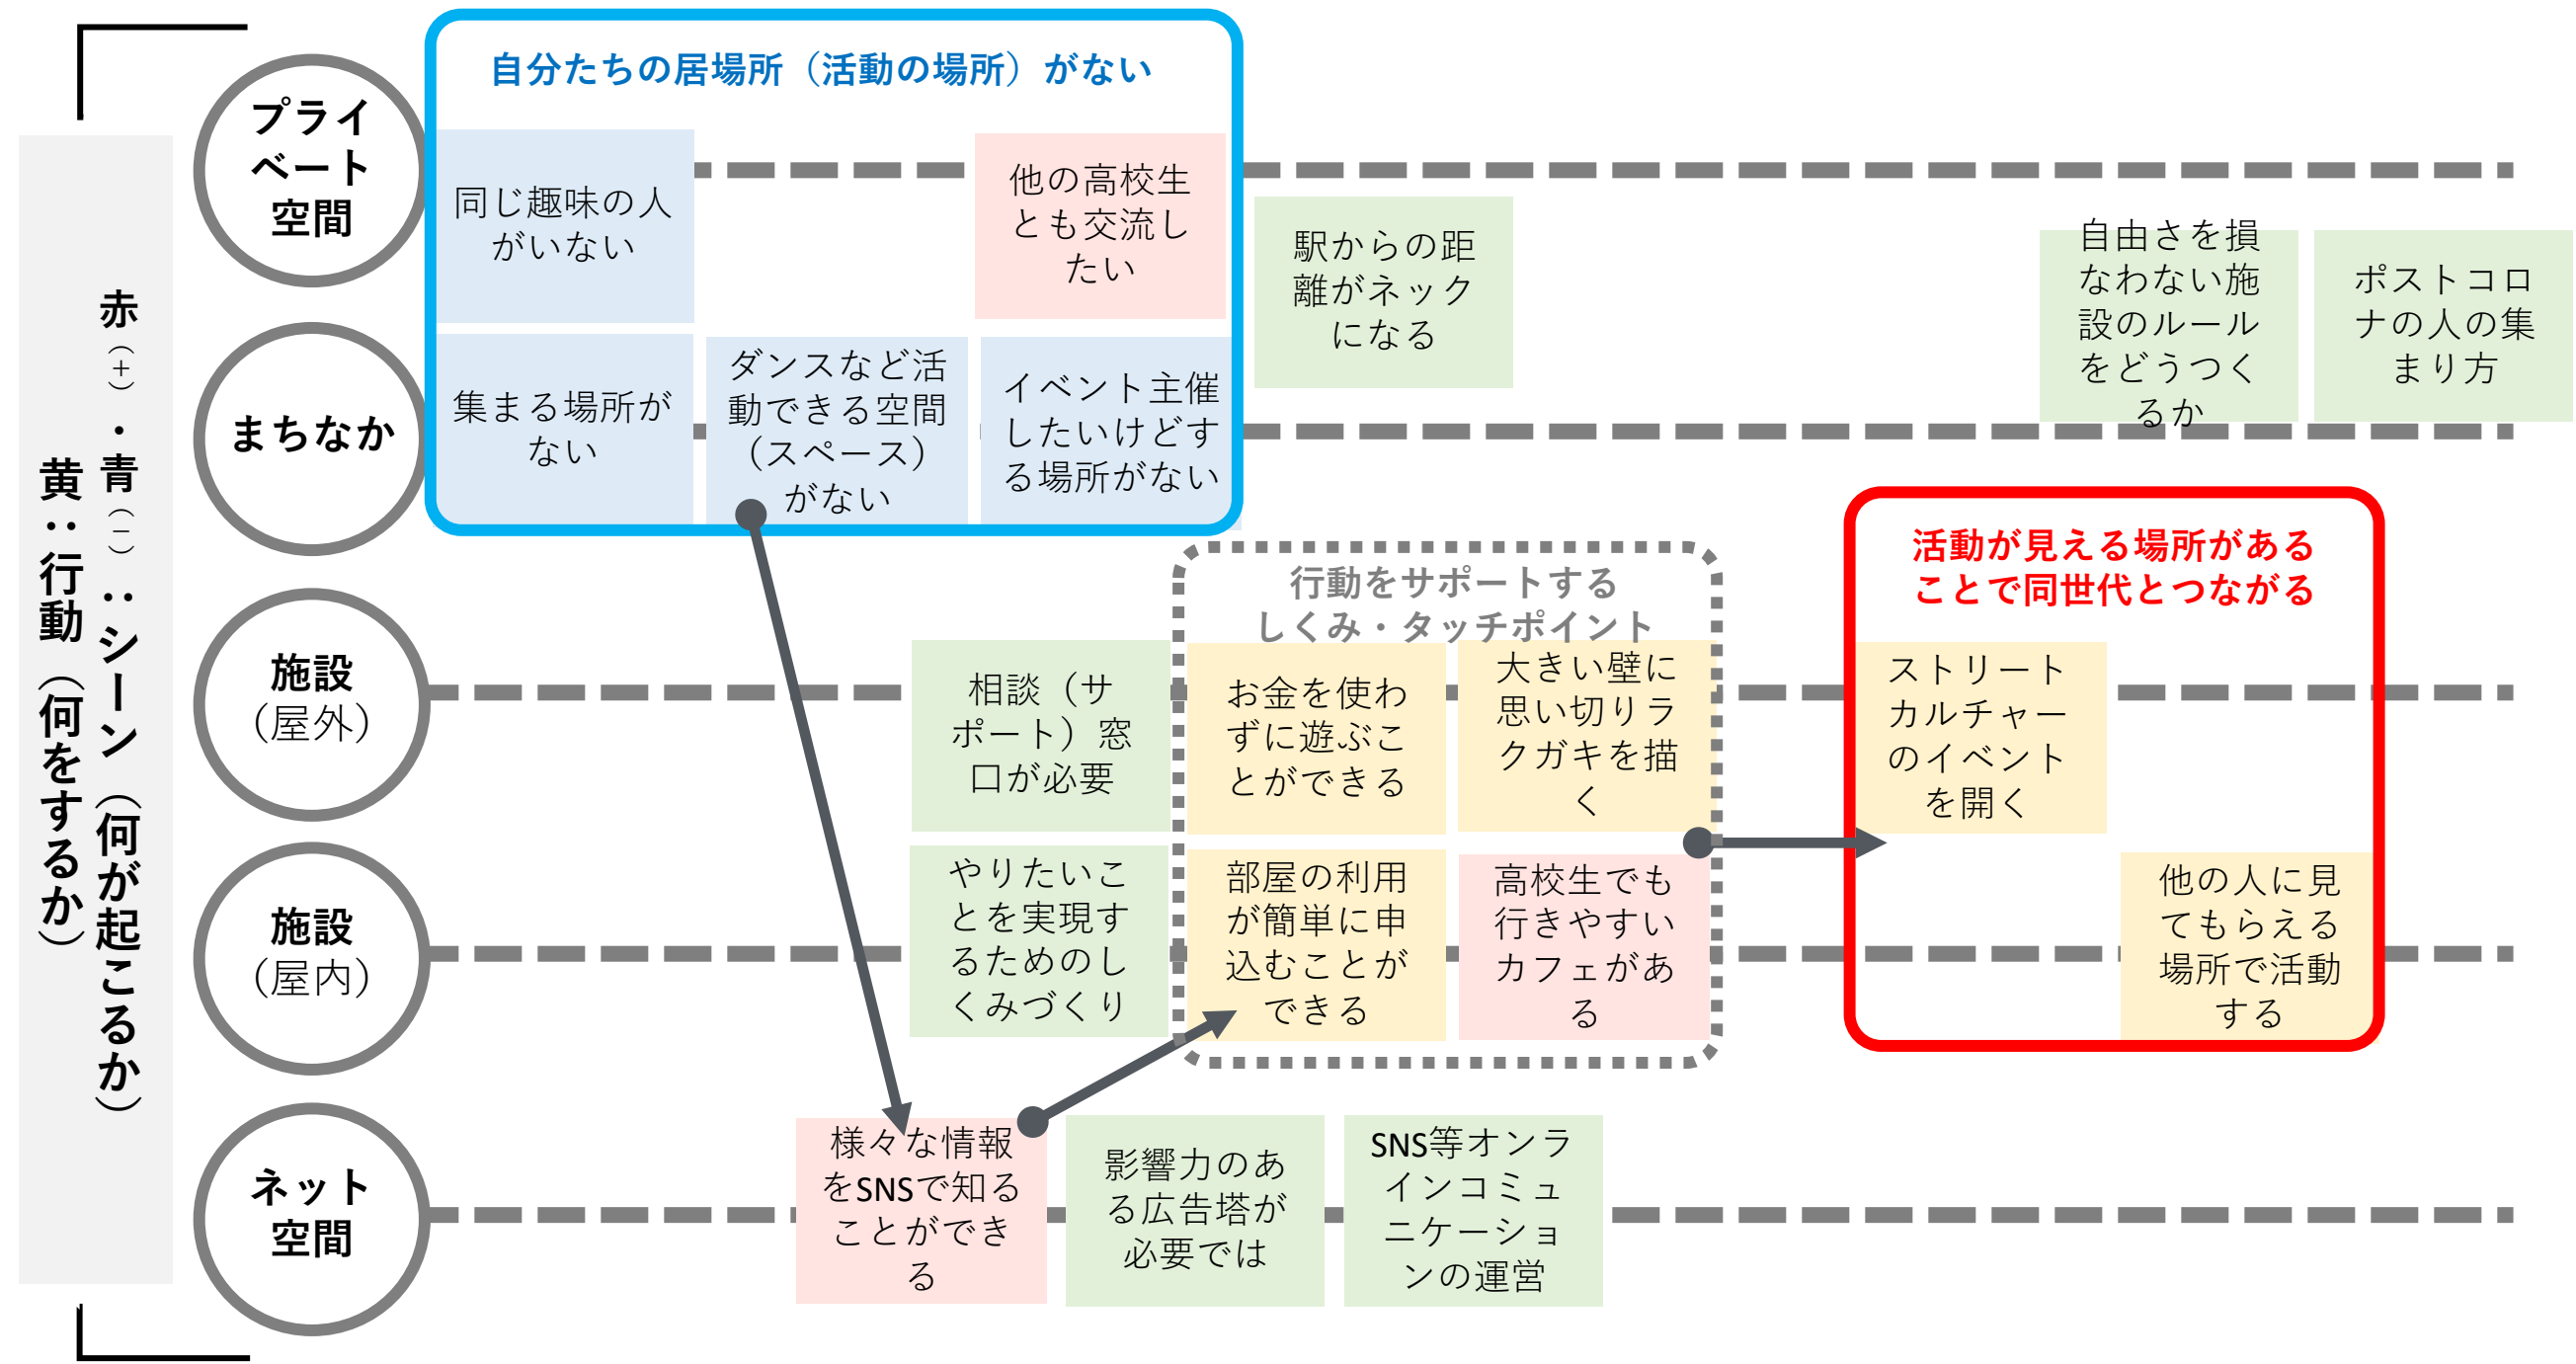 赤（+）・青（−）：シーン（何が起こるか）
黄：行動（何をするか）
プライ
ベート
空間
まちなか
施設
（屋外）
施設
（屋内）
ネット
空間
自分たちの居場所（活動の場所）がない
同じ趣味の人
がいない
他の高校生
とも交流し
たい
集まる場所が
ない
ダンスなど活
動できる空間
（スペース）
がない
イベント主催
したいけどす
る場所がない
駅からの距
離がネック
になる
自由さを損
なわない施
設のルール
をどうつく
るか
ポストコロ
ナの人の集
まり方
行動をサポートする
しくみ・タッチポイント
相談（サ
ポート）窓
口が必要
お金を使わ
ずに遊ぶこ
とができる
大きい壁に
思い切りラ
クガキを描
く
やりたいこ
とを実現す
るためのし
くみづくり
部屋の利用
が簡単に申
込むことが
できる
高校生でも
行きやすい
カフェがあ
る
活動が見える場所がある
ことで同世代とつながる
ストリート
カルチャー
のイベント
を開く
他の人に見
てもらえる
場所で活動
する
様々な情報
をSNSで知る
ことができ
る
影響力のあ
る広告塔が
必要では
SNS等オンラ
インコミュ
ニケーショ
ンの運営